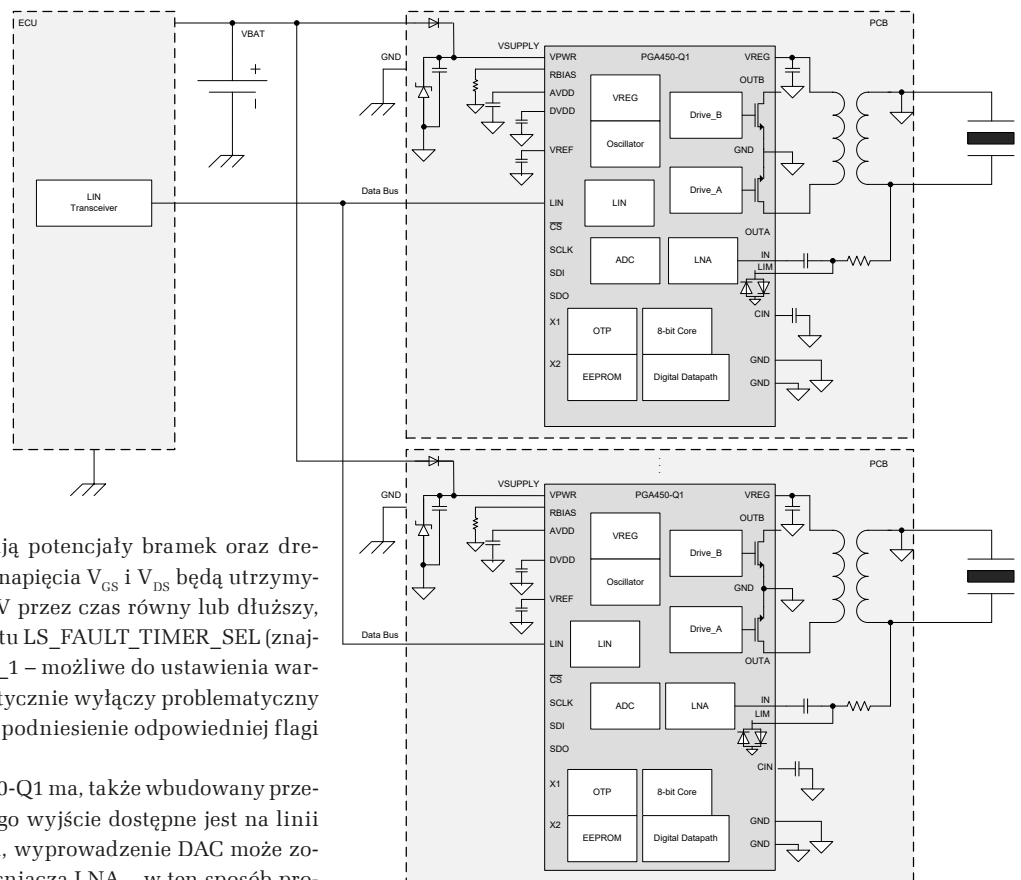 ECU
VBAT
+
LIN
Transceiver
Data Bus
PCB
GND
VSUPPLY
PGA450-Q1
VPWR
RBIAS
AVDD
DVDD
VREF
LIN
CS
SCLK
SDI
SDO
X1
X2
VREG
Oscillator
LIN
ADC
LNA
OTP
8-bit Core
EEPROM
Digital Datapath
Drive_B
Drive_A
VREG
OUTB
GND
OUTA
IN
LIM
CIN
GND
GND
PCB
GND
VSUPPLY
PGA450-Q1
VPWR
RBIAS
AVDD
DVDD
VREF
Data Bus
LIN
CS
SCLK
SDI
SDO
X1
X2
VREG
Oscillator
LIN
ADC
LNA
OTP
8-bit Core
EEPROM
Digital Datapath
Drive_B
Drive_A
VREG
OUTB
GND
OUTA
IN
LIM
CIN
GND
GND
ją potencjały bramek oraz dre-
napięcia VGS i VDS będą utrzymy-
V przez czas równy lub dłuższy,
tu LS_FAULT_TIMER_SEL (znaj-
_1 – możliwe do ustawienia war-
tycznie wyłączy problematyczny
podniesienie odpowiedniej flagi
0-Q1 ma, także wbudowany prze-
go wyjście dostępne jest na linii
, wyprowadzenie DAC może zo-
LNA – w ten sposób pro-